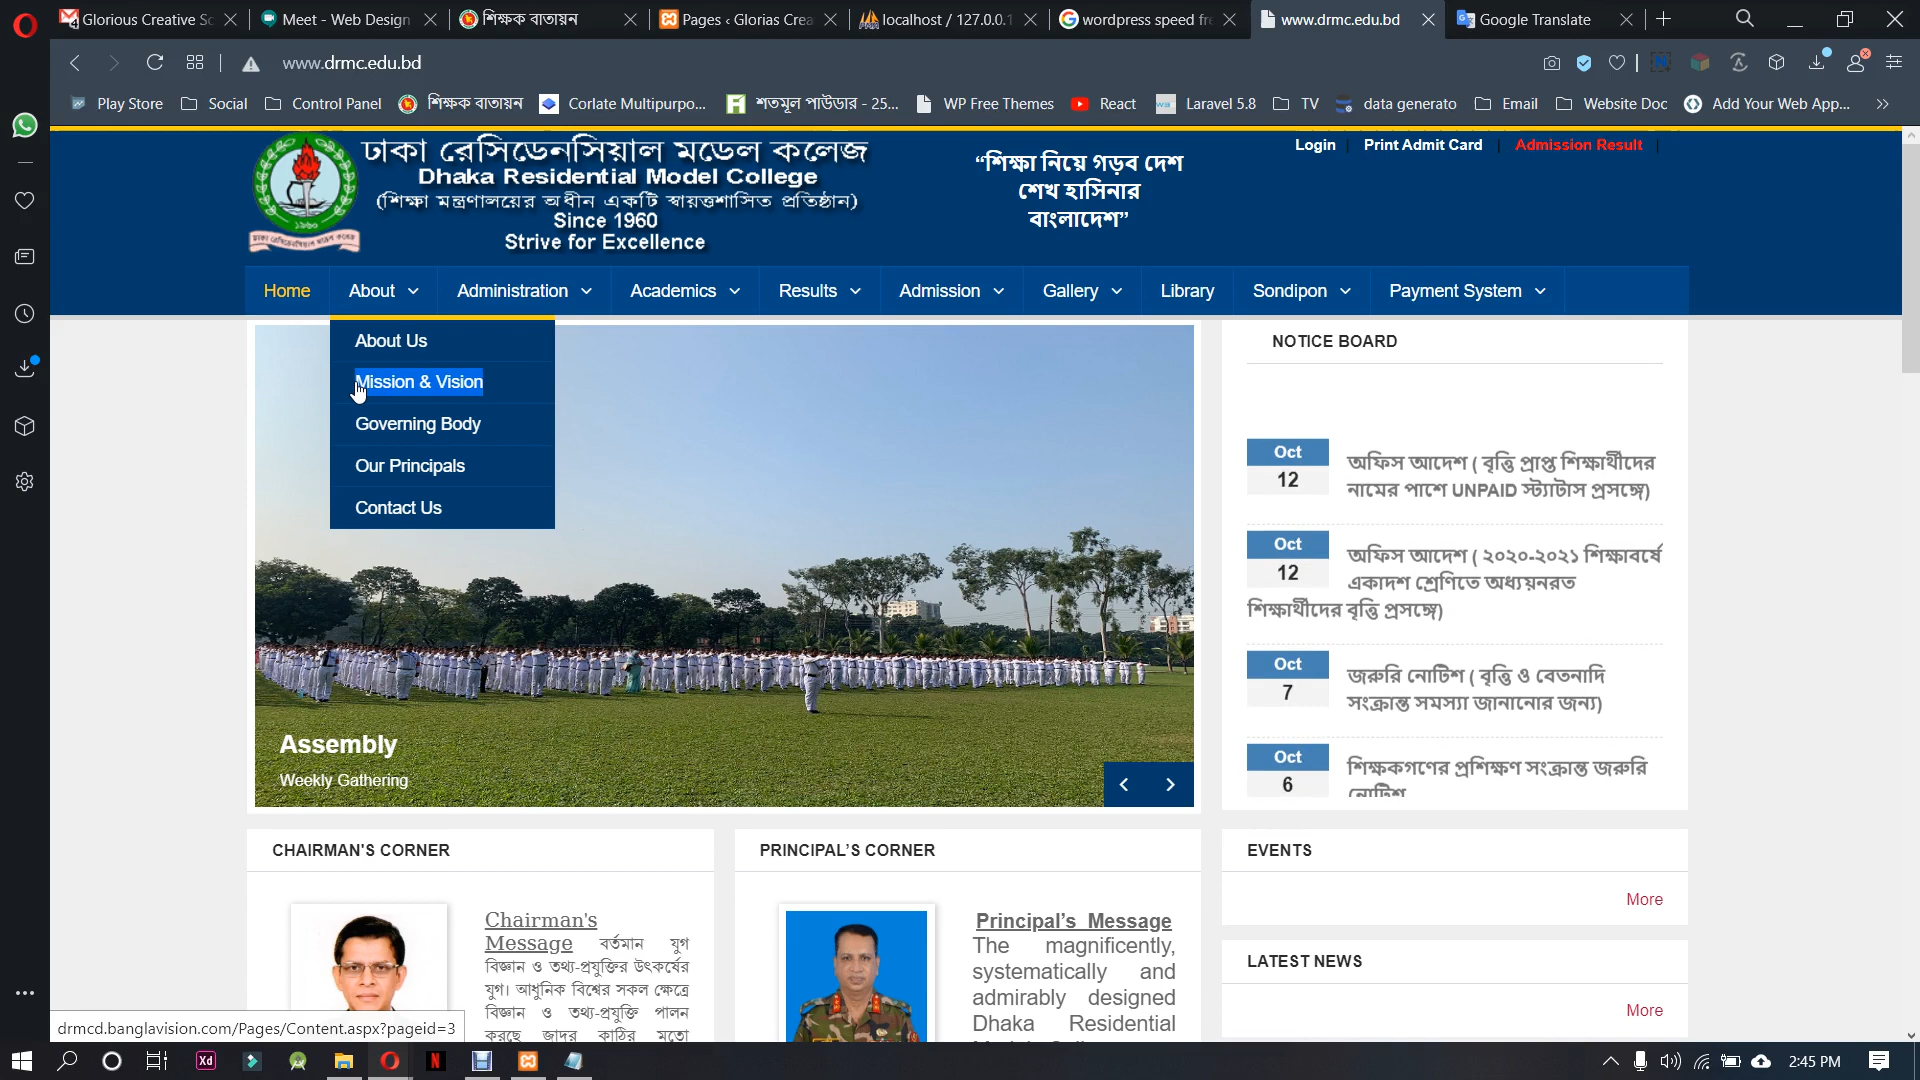 Glorious Creative Sc
Meet - Web Design
শিক্ষক বাতায়ন
Pages ‹ Glorias Crea
localhost / 127.0.0.1
wordpress speed fre
www.drmc.edu.bd
Google Translate
www.drmc.edu.bd
Play Store
Social
Control Panel
শিক্ষক বাতায়ন
Corlate Multipurpo...
শতমূল পাউডার - 25...
WP Free Themes
React
Laravel 5.8
TV
data generato
Email
Website Doc
Add Your Web App...
ঢাকা রেসিডেনসিয়াল মডেল কলেজ
Dhaka Residential Model College
(শিক্ষা মন্ত্রণালয়ের অধীন একটি স্বায়ত্তশাসিত প্রতিষ্ঠান)
Since 1960
Strive for Excellence
“শিক্ষা নিয়ে গড়ব দেশ
শেখ হাসিনার
বাংলাদেশ”
Login
Print Admit Card
Admission Result
Home
About
Administration
Academics
Results
Admission
Gallery
Library
Sondipon
Payment System
About Us
Mission & Vision
Governing Body
Our Principals
Contact Us
Assembly
Weekly Gathering
NOTICE BOARD
Oct
12
অফিস আদেশ ( বৃত্তি প্রাপ্ত শিক্ষার্থীদের
নামের পাশে UNPAID স্ট্যাটাস প্রসঙ্গে)
Oct
12
অফিস আদেশ ( ২০২০-২০২১ শিক্ষাবর্ষে
একাদশ শ্রেণিতে অধ্যয়নরত
শিক্ষার্থীদের বৃত্তি প্রসঙ্গে)
Oct
7
জরুরি নোটিশ ( বৃত্তি ও বেতনাদি
সংক্রান্ত সমস্যা জানানোর জন্য)
Oct
6
শিক্ষকগণের প্রশিক্ষণ সংক্রান্ত জরুরি
নোটিশ
CHAIRMAN'S CORNER
Chairman's
Message বর্তমান যুগ
বিজ্ঞান ও তথ্য-প্রযুক্তির উৎকর্ষের
যুগ। আধুনিক বিশ্বের সকল ক্ষেত্রে
বিজ্ঞান ও তথ্য-প্রযুক্তি পালন
করছে জাদুর কাঠির মতো
PRINCIPAL’S CORNER
Principal’s Message
The magnificently,
systematically and
admirably designed
Dhaka Residential
EVENTS
More
LATEST NEWS
More
drmcd.banglavision.com/Pages/Content.aspx?pageid=3
2:45 PM